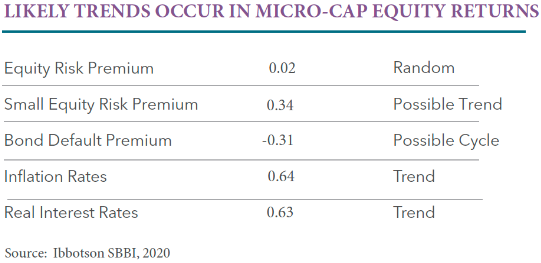 LIKELY TRENDS OCCUR IN MICRO-CAP EQUITY RETURNS
Equity Risk Premium 0.02 Random
Small Equity Risk Premium 0.34 Possible Trend
Bond Default Premium -0.31 Possible Cycle
Inflation Rates 0.64 Trend
Real Interest Rates 0.63 Trend
Source: Ibbotson SBBI, 2020